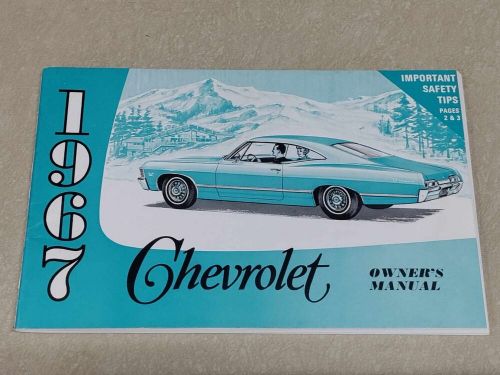 1967
IMPORTANT
SAFETY
TIPS
PAGES
2 & 3
Chevrolet
OWNER'S
MANUAL